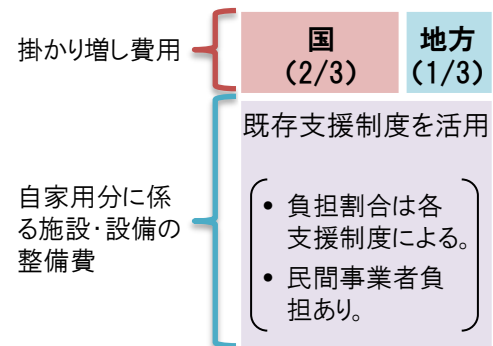 掛かり増し費用
国
(2/3)
地方
(1/3)
自家用分に係
る施設・設備の
整備費
既存支援制度を活用
• 負担割合は各
支援制度による。
• 民間事業者負
担あり。